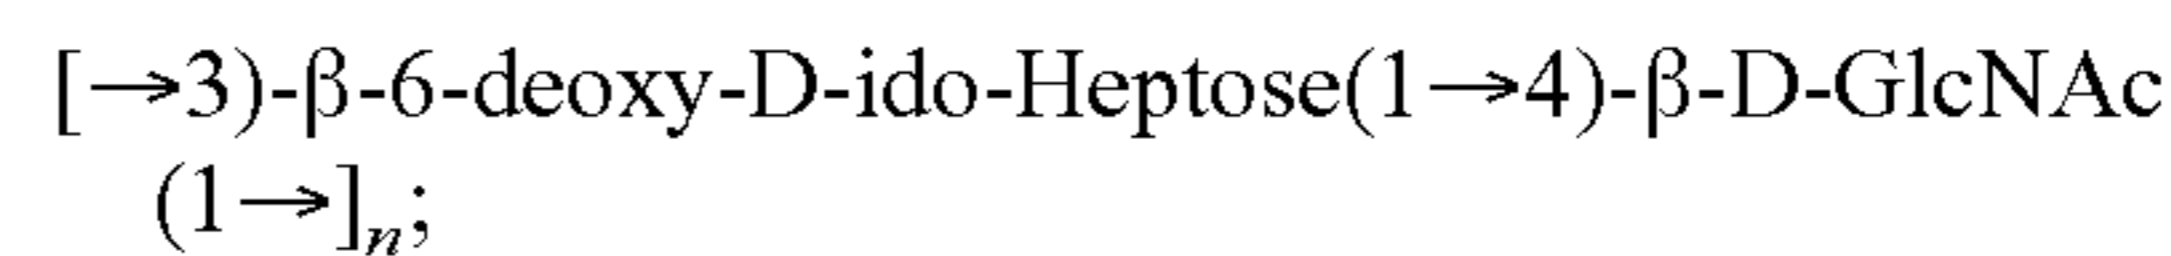 [→3)-β-6-deoxy-D-ido-Heptose(1→4)-β-D-GlcNAc
(1→]n;